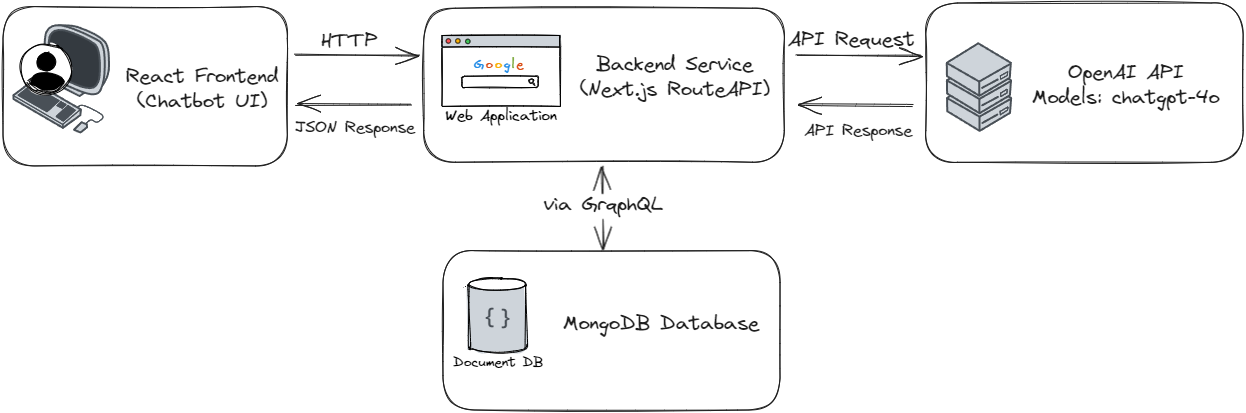 HTTP
React Frontend
(Chatbot UI)
JSON Response
Google
Web Application
Backend Service
(Next.js RouteAPI)
API Request
API Response
OpenAI API
Models: chatgpt-4o
via GraphQL
{ }
Document DB
MongoDB Database